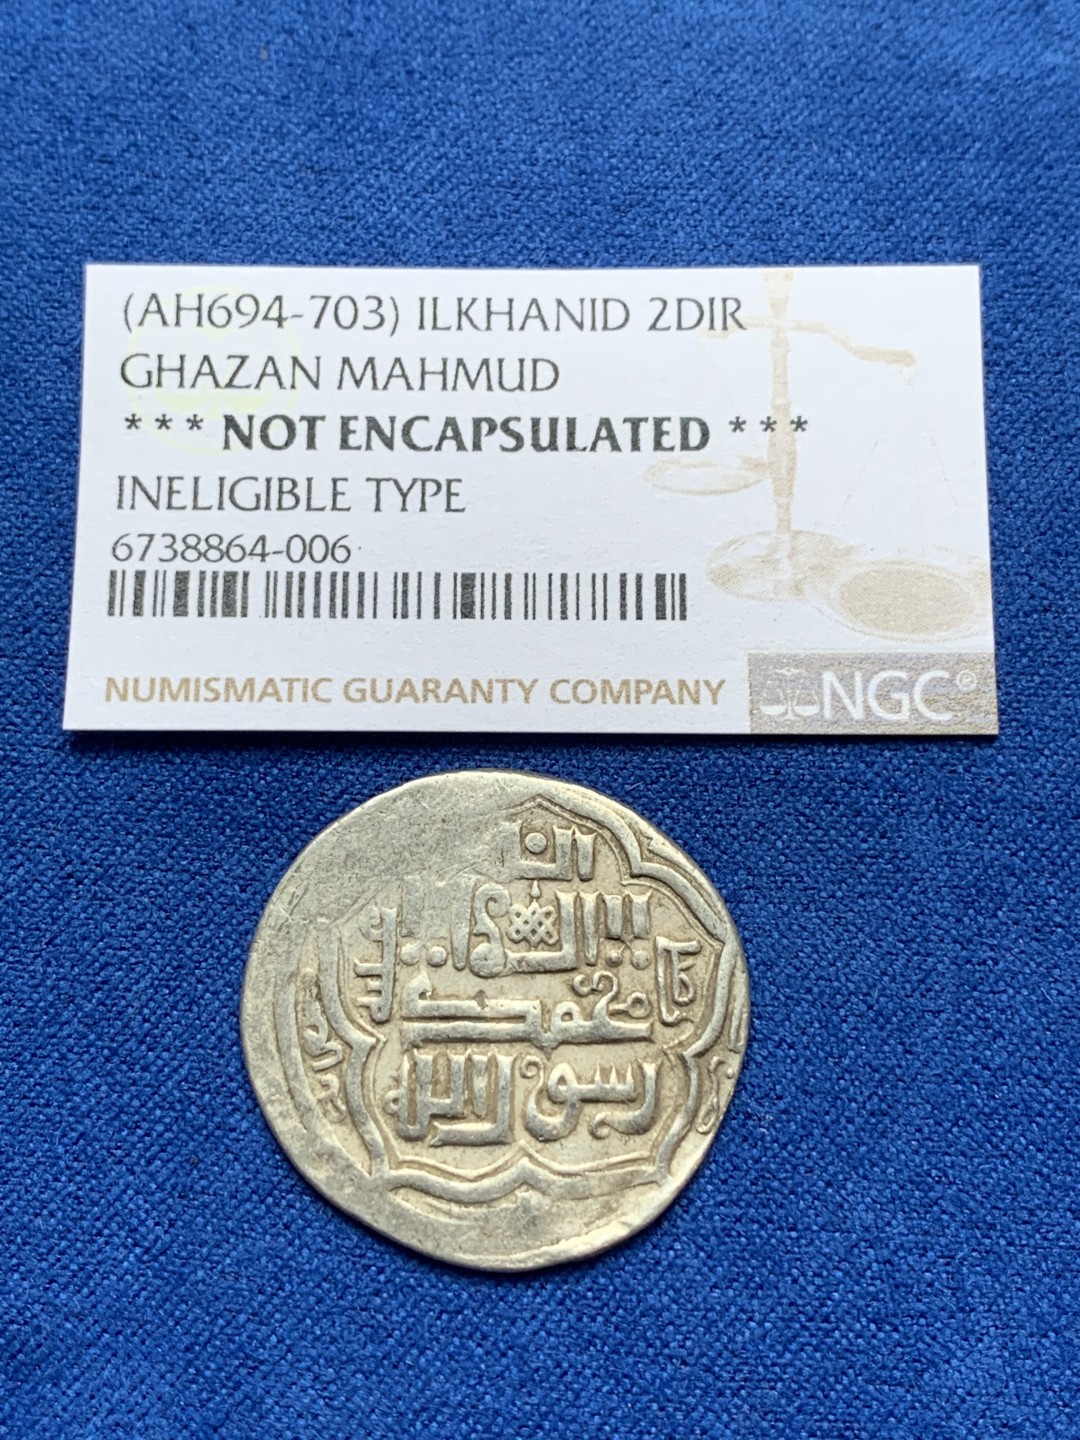 (AH694-703) ILKHANID 2DIR
GHAZAN MAHMUD
* * * NOT ENCAPSULATED * * *
INELIGIBLE TYPE
6738864-006
NUMISMATIC GUARANTY COMPANY
NGC®
محمد
رسول الله